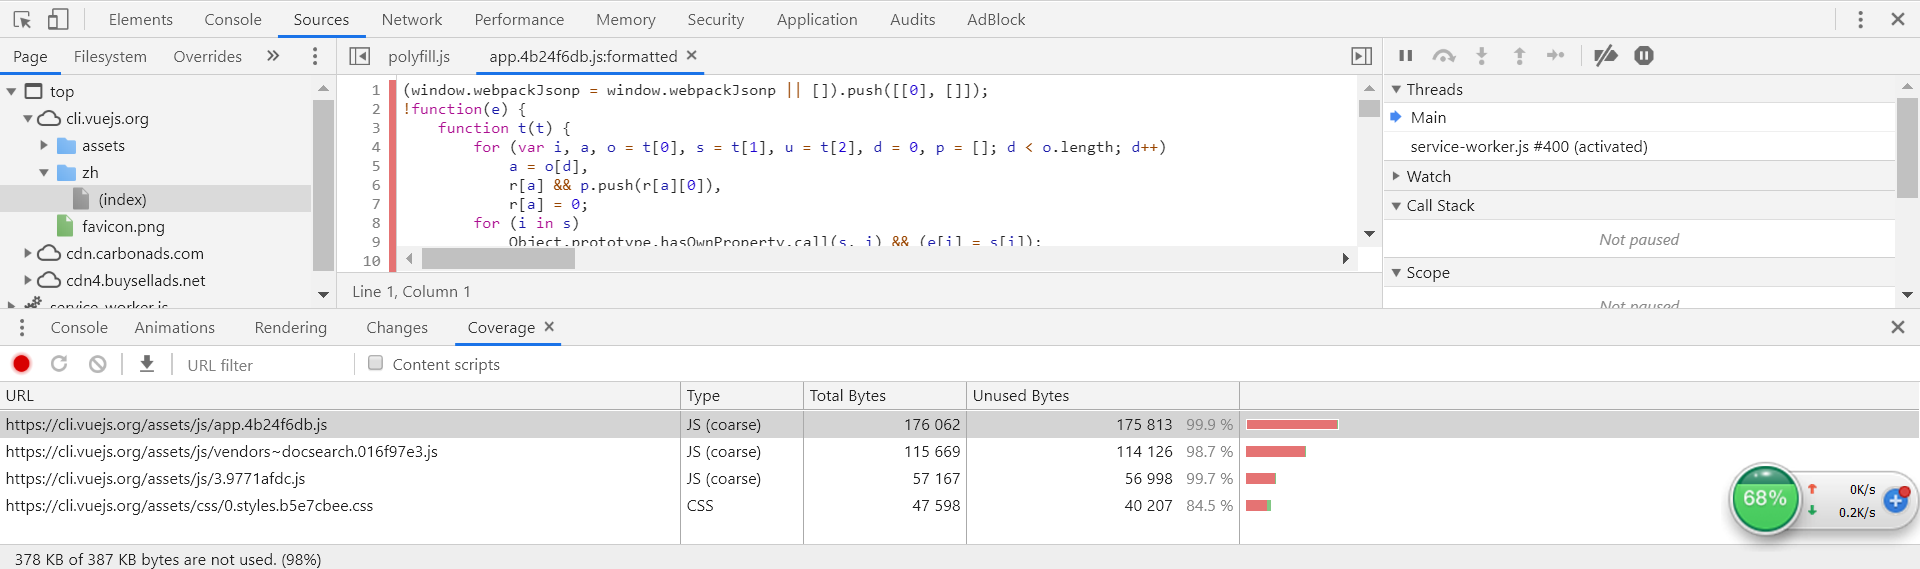 Elements Console Sources Network Performance Memory Security Application Audits AdBlock
Page Filesystem Overrides »
polyfill.js app.4b24f6db.js:formatted ×
top
cli.vuejs.org
assets
zh
(index)
favicon.png
cdn.carbonads.com
cdn4.buysellads.net
service-worker.js
1 (window.webpackJsonp = window.webpackJsonp || []).push([[0], []]);
2 !function(e) {
3 function t(t) {
4 for (var i, a, o = t[0], s = t[1], u = t[2], d = 0, p = []; d < o.length; d++)
5 a = o[d],
6 r[a] && p.push(r[a][0]),
7 r[a] = 0;
8 for (i in s)
9 Object.prototype.hasOwnProperty.call(s, i) && (e[i] = s[i]);
10
Line 1, Column 1
Threads
Main
service-worker.js #400 (activated)
Watch
Call Stack
Not paused
Scope
Not paused
Console Animations Rendering Changes Coverage ×
URL filter Content scripts
URL Type Total Bytes Unused Bytes
https://cli.vuejs.org/assets/js/app.4b24f6db.js JS (coarse) 176 062 175 813 99.9 %
https://cli.vuejs.org/assets/js/vendors~docsearch.016f97e3.js JS (coarse) 115 669 114 126 98.7 %
https://cli.vuejs.org/assets/js/3.9771afdc.js JS (coarse) 57 167 56 998 99.7 %
https://cli.vuejs.org/assets/css/0.styles.b5e7cbee.css CSS 47 598 40 207 84.5 %
68% 0K/s
0.2K/s
378 KB of 387 KB bytes are not used. (98%)